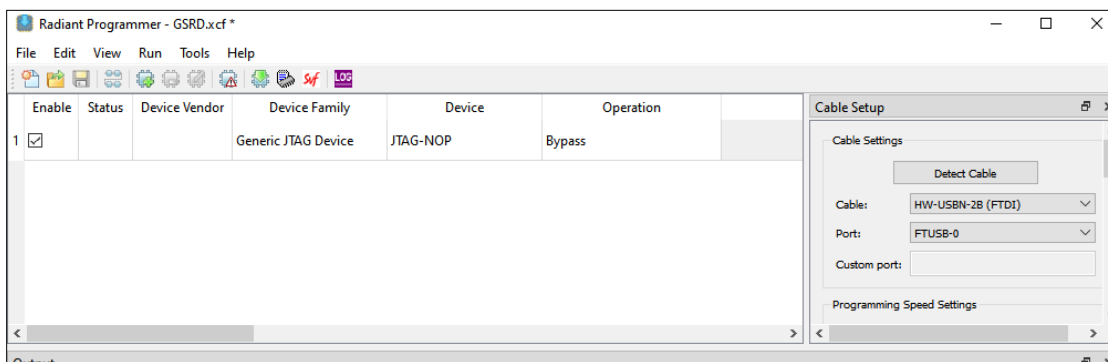 Radiant Programmer - GSRD.xcf *
File Edit View Run Tools Help
Svf LOG
Enable Status Device Vendor Device Family Device Operation
1 Generic JTAG Device JTAG-NOP Bypass
Cable Setup
Cable Settings
Detect Cable
Cable: HW-USBN-2B (FTDI)
Port: FTUSB-0
Custom port:
Programming Speed Settings
Output